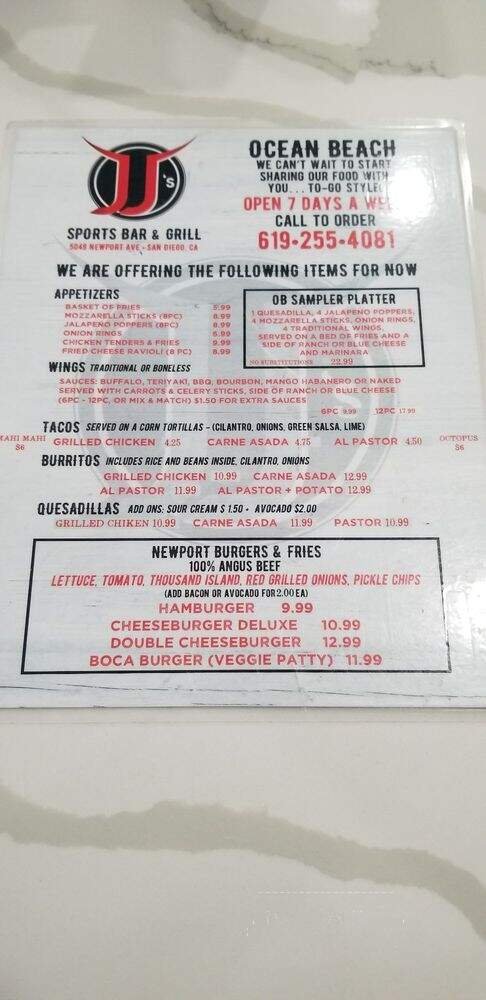 JJ's
SPORTS BAR & GRILL
5049 NEWPORT AVE • SAN DIEGO, CA
OCEAN BEACH
WE CAN'T WAIT TO START
SHARING OUR FOOD WITH
YOU... TO-GO STYLE!
OPEN 7 DAYS A
CALL TO ORDER
619-255-4081
WE ARE OFFERING THE FOLLOWING ITEMS FOR NOW
APPETIZERS
BASKET OF FRIES 5.99
MOZZARELLA STICKS (8PC) 8.99
JALAPENO POPPERS (8PC) 8.99
ONION RINGS 6.99
CHICKEN TENDERS & FRIES 9.99
FRIED CHEESE RAVIOLI (8 PC) 8.99
OB SAMPLER PLATTER
1 QUESADILLA, 4 JALAPENO POPPERS,
4 MOZZARELLA STICKS, ONION RINGS,
4 TRADITIONAL WINGS,
SERVED ON A BED OF FRIES AND A
SIDE OF RANCH OR BLUE CHEESE
AND MARINARA
NO SUBSTITUTIONS 22.99
WINGS TRADITIONAL OR BONELESS
SAUCES: BUFFALO, TERIYAKI, BBQ, BOURBON, MANGO HABANERO OR NAKED
SERVED WITH CARROTS & CELERY STICKS, SIDE OF RANCH OR BLUE CHEESE
(6PC - 12PC, OR MIX & MATCH) $1.50 FOR EXTRA SAUCES
6PC 9.99 12PC 17.99
TACOS SERVED ON A CORN TORTILLAS - (CILANTRO, ONIONS, GREEN SALSA, LIME)
MAHI MAHI $6 GRILLED CHICKEN 4.25 CARNE ASADA 4.75 AL PASTOR 4.50 OCTOPUS $6
BURRITOS INCLUDES RICE AND BEANS INSIDE, CILANTRO, ONIONS
GRILLED CHICKEN 10.99 CARNE ASADA 12.99
AL PASTOR 11.99 AL PASTOR + POTATO 12.99
QUESADILLAS ADD ONS: SOUR CREAM $ 1.50 • AVOCADO $2.00
GRILLED CHIKEN 10.99 CARNE ASADA 11.99 PASTOR 10.99
NEWPORT BURGERS & FRIES
100% ANGUS BEEF
LETTUCE, TOMATO, THOUSAND ISLAND, RED GRILLED ONIONS, PICKLE CHIPS
(ADD BACON OR AVOCADO FOR 2.00 EA)
HAMBURGER 9.99
CHEESEBURGER DELUXE 10.99
DOUBLE CHEESEBURGER 12.99
BOCA BURGER (VEGGIE PATTY) 11.99